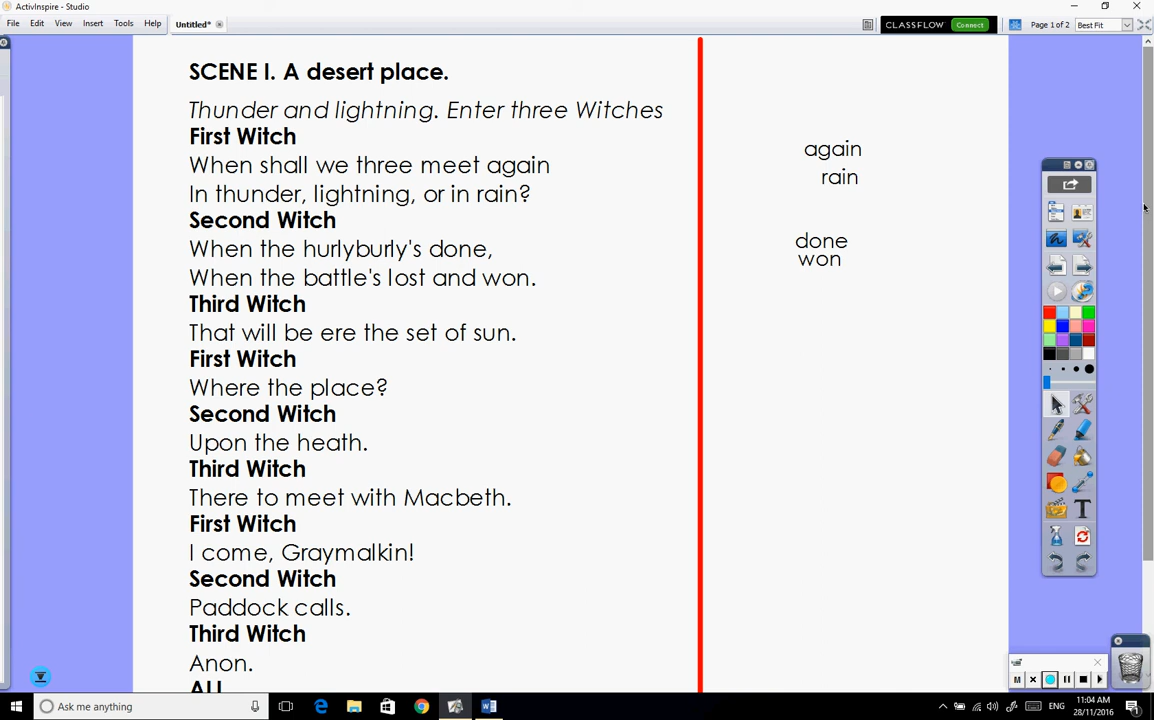 ActivInspire - Studio
File Edit View Insert Tools Help Untitled* CLASSFLOW Connect Page 1 of 2 Best Fit
SCENE I. A desert place.
Thunder and lightning. Enter three Witches
First Witch
When shall we three meet again
In thunder, lightning, or in rain?
Second Witch
When the hurlyburly's done,
When the battle's lost and won.
Third Witch
That will be ere the set of sun.
First Witch
Where the place?
Second Witch
Upon the heath.
Third Witch
There to meet with Macbeth.
First Witch
I come, Graymalkin!
Second Witch
Paddock calls.
Third Witch
Anon.
ALL
again
rain
done
won
T
M
Ask me anything
ENG
11:04 AM
28/11/2016